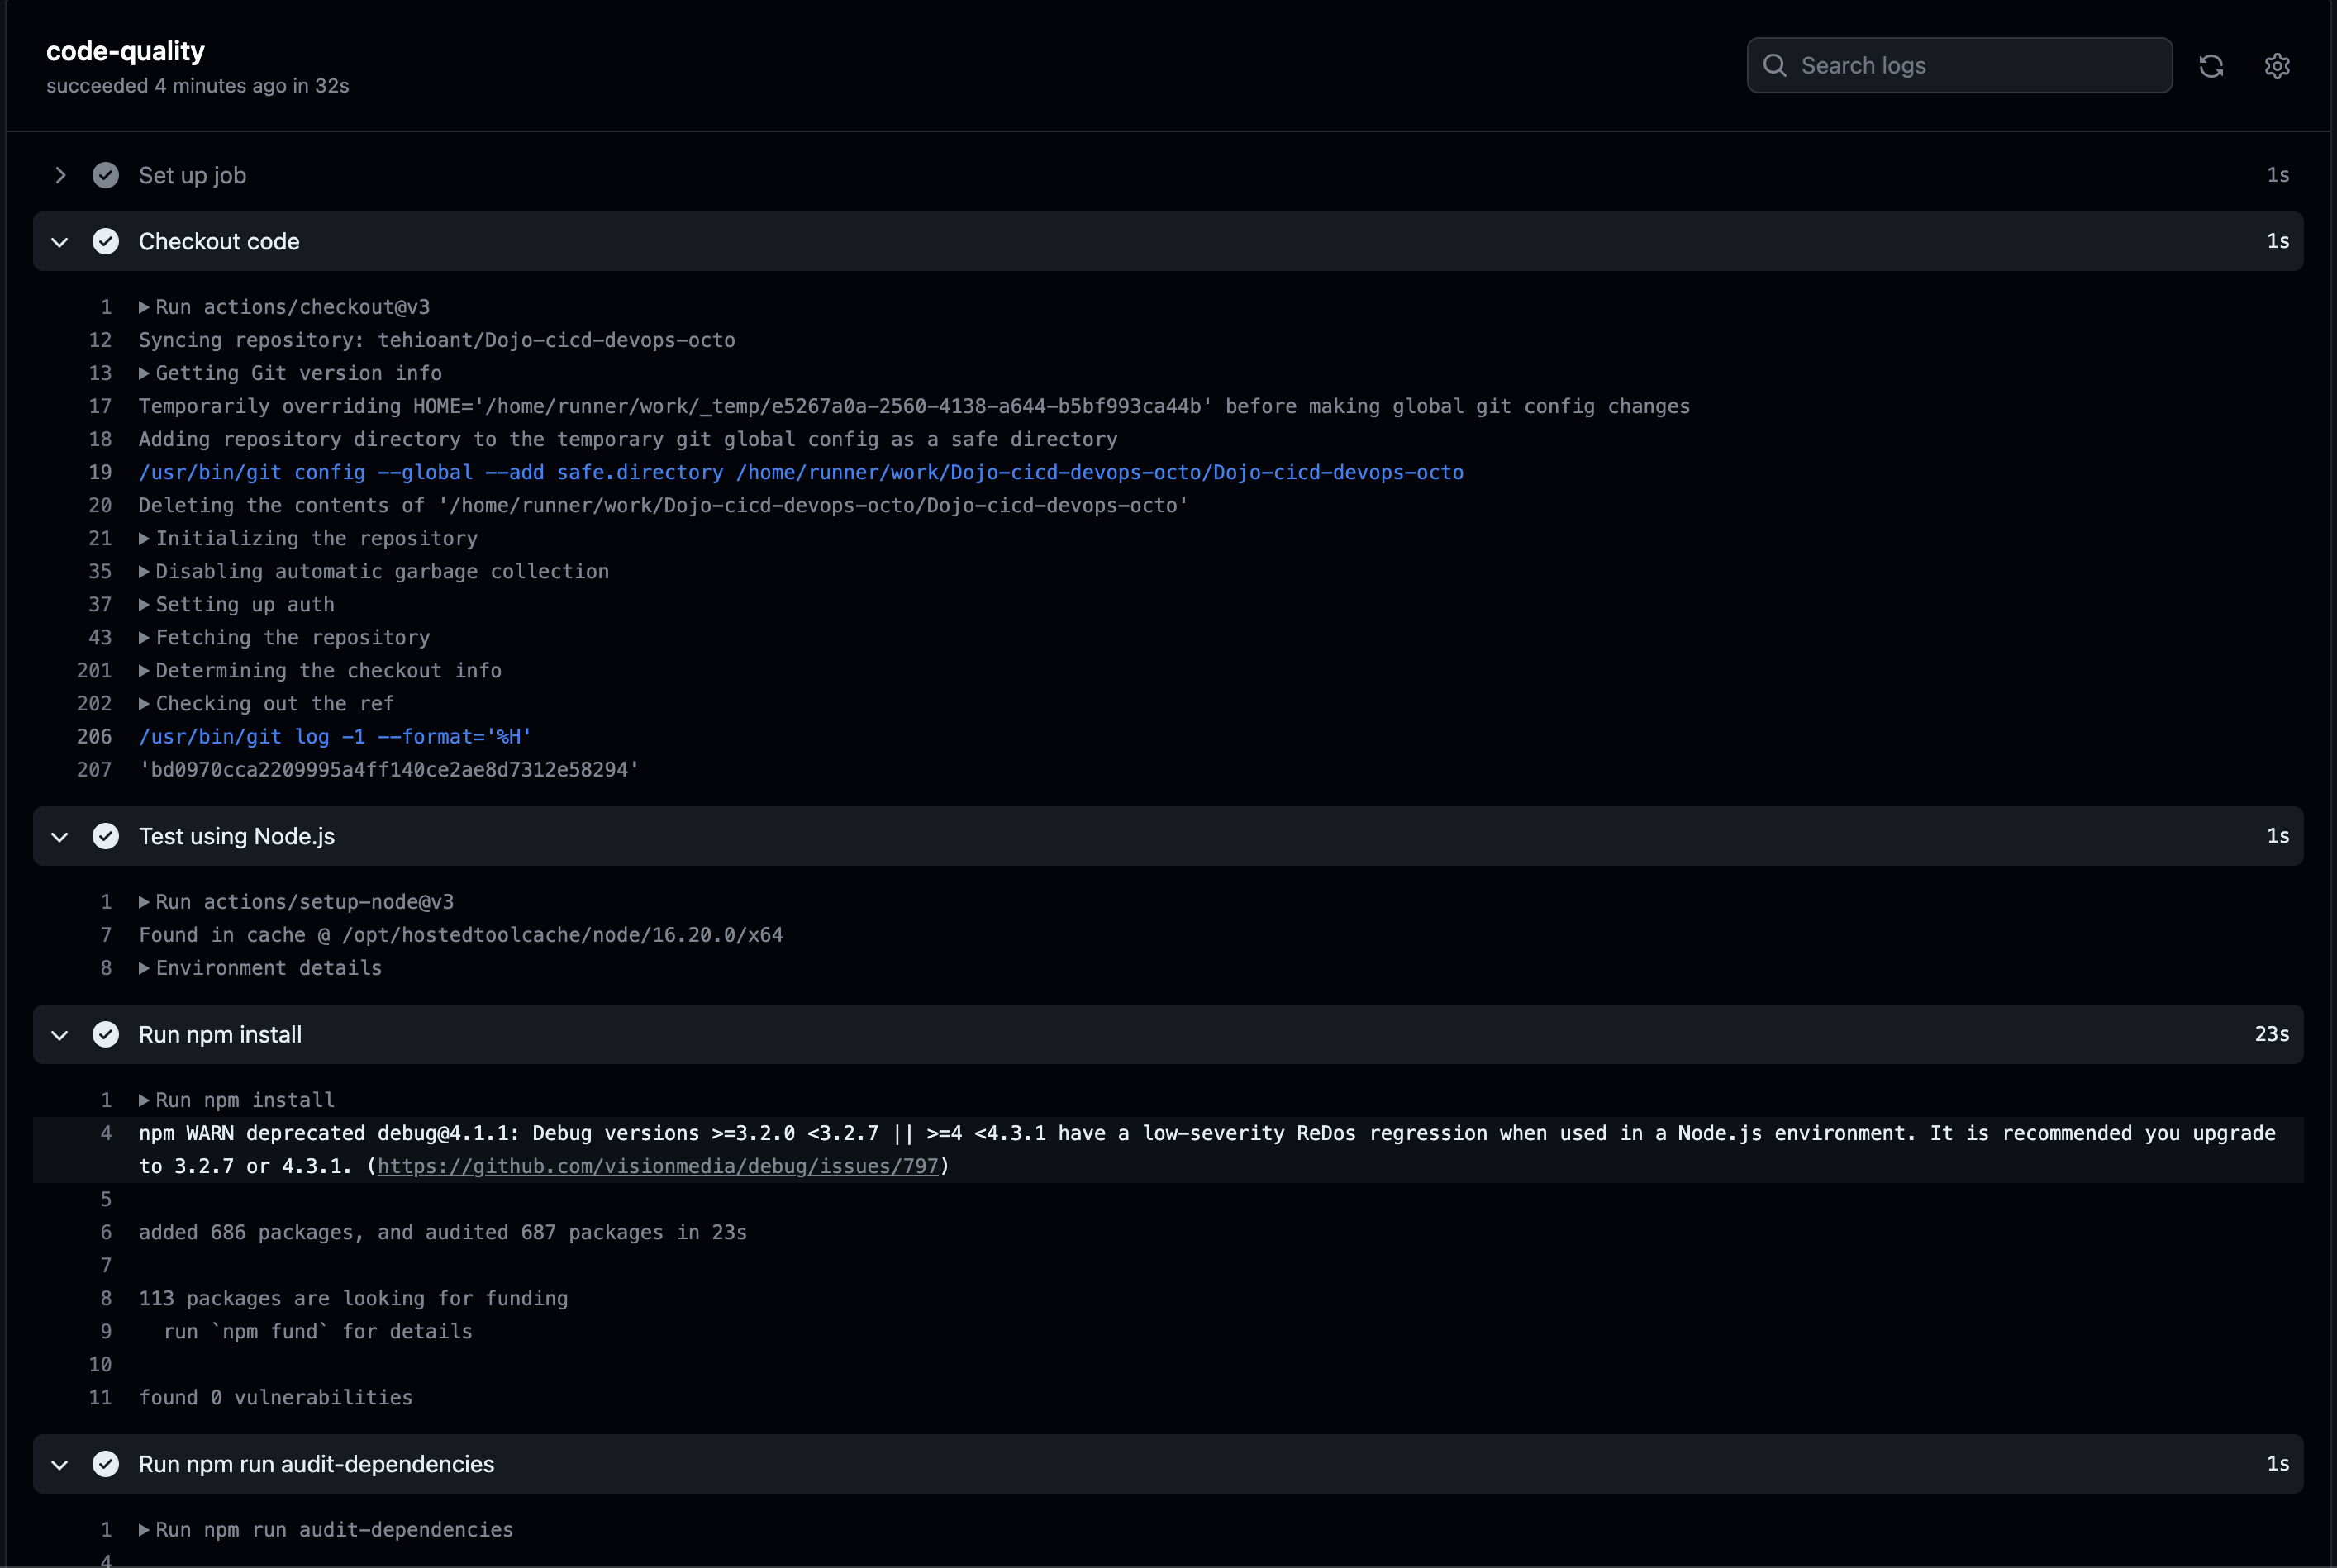 code-quality
succeeded 4 minutes ago in 32s
Search logs
Set up job 1s
Checkout code 1s
1 Run actions/checkout@v3
12 Syncing repository: tehioant/Dojo-cicd-devops-octo
13 Getting Git version info
17 Temporarily overriding HOME='/home/runner/work/_temp/e5267a0a-2560-4138-a644-b5bf993ca44b' before making global git config changes
18 Adding repository directory to the temporary git global config as a safe directory
19 /usr/bin/git config --global --add safe.directory /home/runner/work/Dojo-cicd-devops-octo/Dojo-cicd-devops-octo
20 Deleting the contents of '/home/runner/work/Dojo-cicd-devops-octo/Dojo-cicd-devops-octo'
21 Initializing the repository
35 Disabling automatic garbage collection
37 Setting up auth
43 Fetching the repository
201 Determining the checkout info
202 Checking out the ref
206 /usr/bin/git log -1 --format='%H'
207 'bd0970cca2209995a4ff140ce2ae8d7312e58294'
Test using Node.js 1s
1 Run actions/setup-node@v3
7 Found in cache @ /opt/hostedtoolcache/node/16.20.0/x64
8 Environment details
Run npm install 23s
1 Run npm install
4 npm WARN deprecated debug@4.1.1: Debug versions >=3.2.0 <3.2.7 || >=4 <4.3.1 have a low-severity ReDos regression when used in a Node.js environment. It is recommended you upgrade
to 3.2.7 or 4.3.1. (https://github.com/visionmedia/debug/issues/797)
5
6 added 686 packages, and audited 687 packages in 23s
7
8 113 packages are looking for funding
9 run `npm fund` for details
10
11 found 0 vulnerabilities
Run npm run audit-dependencies 1s
1 Run npm run audit-dependencies
4